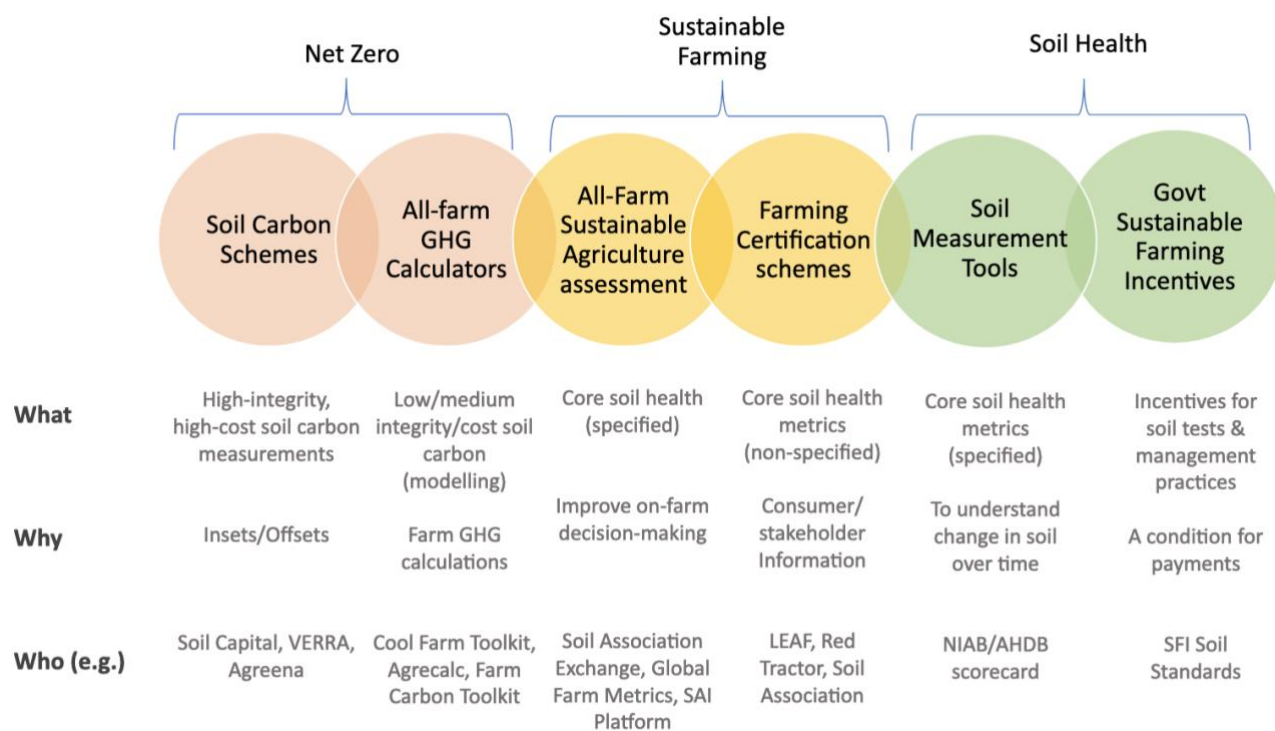 Net Zero
Sustainable
Farming
Soil Health
Soil Carbon
Schemes
All-farm
GHG
Calculators
All-Farm
Sustainable
Agriculture
assessment
Farming
Certification
schemes
Soil
Measurement
Tools
Govt
Sustainable
Farming
Incentives
What
High-integrity,
high-cost soil carbon
measurements
Low/medium
integrity/cost soil
carbon
(modelling)
Core soil health
(specified)
Core soil health
metrics
(non-specified)
Core soil health
metrics
(specified)
Incentives for
soil tests &
management
practices
Why
Insets/Offsets
Farm GHG
calculations
Improve on-farm
decision-making
Consumer/
stakeholder
Information
To understand
change in soil
over time
A condition for
payments
Who (e.g.)
Soil Capital, VERRA,
Agreena
Cool Farm Toolkit,
Agrecalc, Farm
Carbon Toolkit
Soil Association
Exchange, Global
Farm Metrics, SAI
Platform
LEAF, Red
Tractor, Soil
Association
NIAB/AHDB
scorecard
SFI Soil
Standards